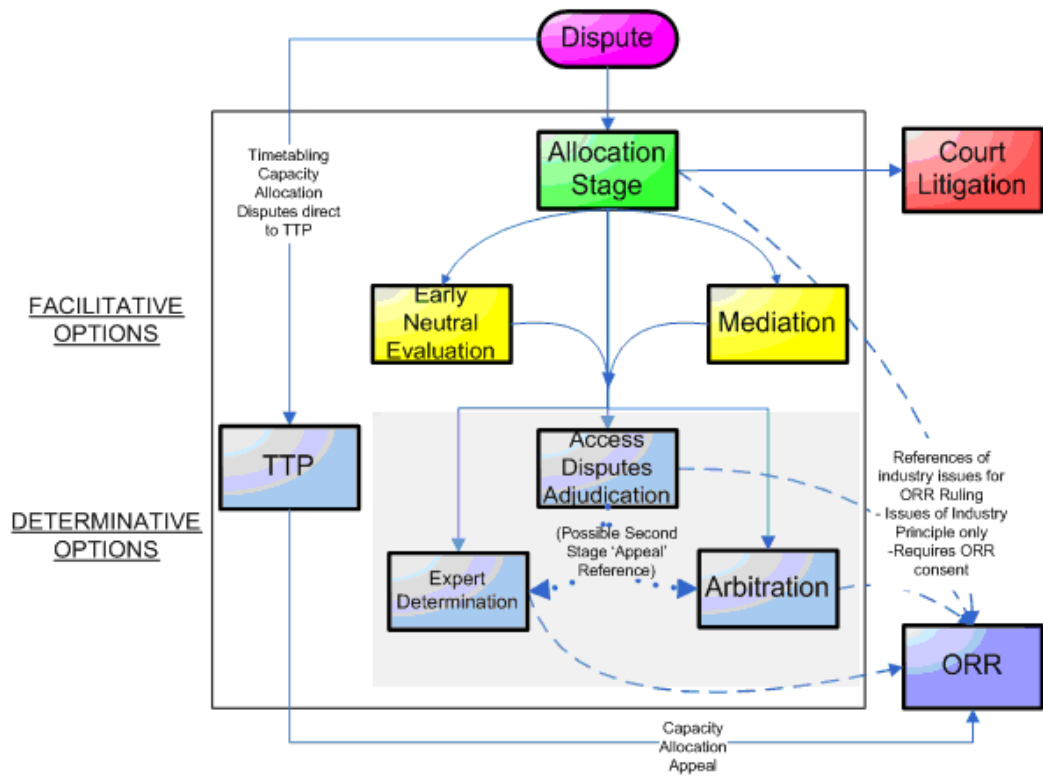 Dispute
Timetabling
Capacity
Allocation
Disputes direct
to TTP
Allocation
Stage
Court
Litigation
FACILITATIVE
OPTIONS
Early
Neutral
Evaluation
Mediation
TTP
Access
Disputes
Adjudication
References of
industry issues for
ORR Ruling
- Issues of Industry
Principle only
-Requires ORR
consent
DETERMINATIVE
OPTIONS
(Possible Second
Stage ‘Appeal’
Reference)
Expert
Determination
Arbitration
ORR
Capacity
Allocation
Appeal